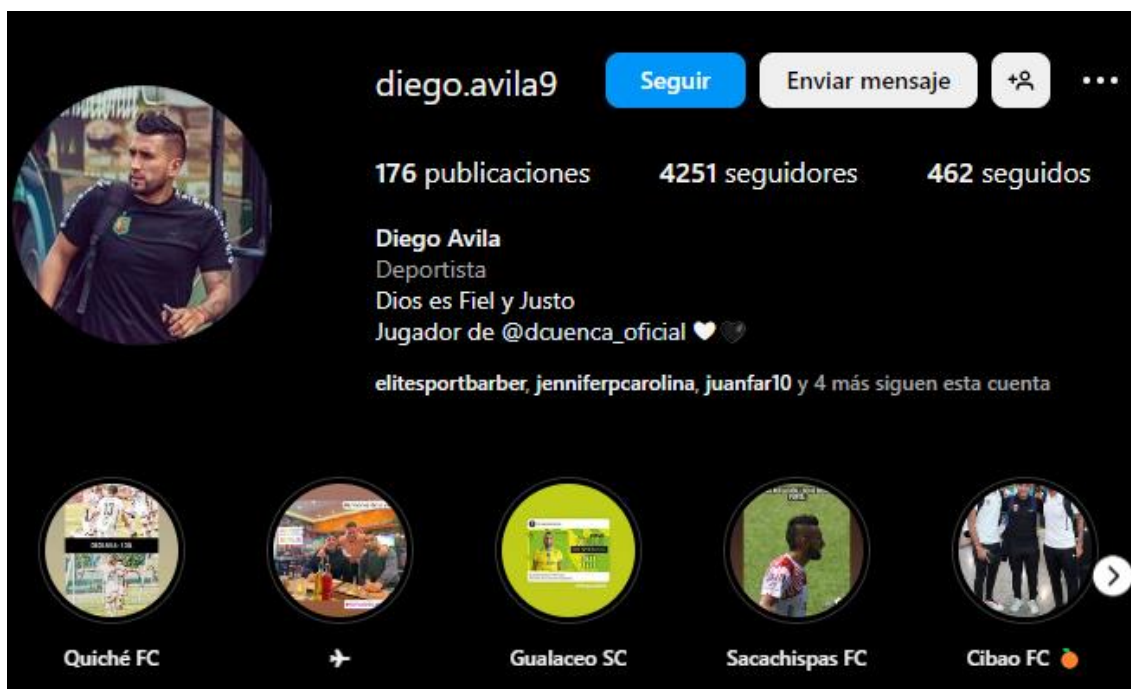 diego.avila9 Seguir Enviar mensaje
176 publicaciones 4251 seguidores 462 seguidos
Diego Avila
Deportista
Dios es Fiel y Justo
Jugador de @dcuenca_oficial 🤍🖤
elitesportbarber, jenniferpcarolina, juanfar10 y 4 más siguen esta cuenta
Quiché FC ✈ Gualaceo SC Sacachispas FC Cibao FC 🍊